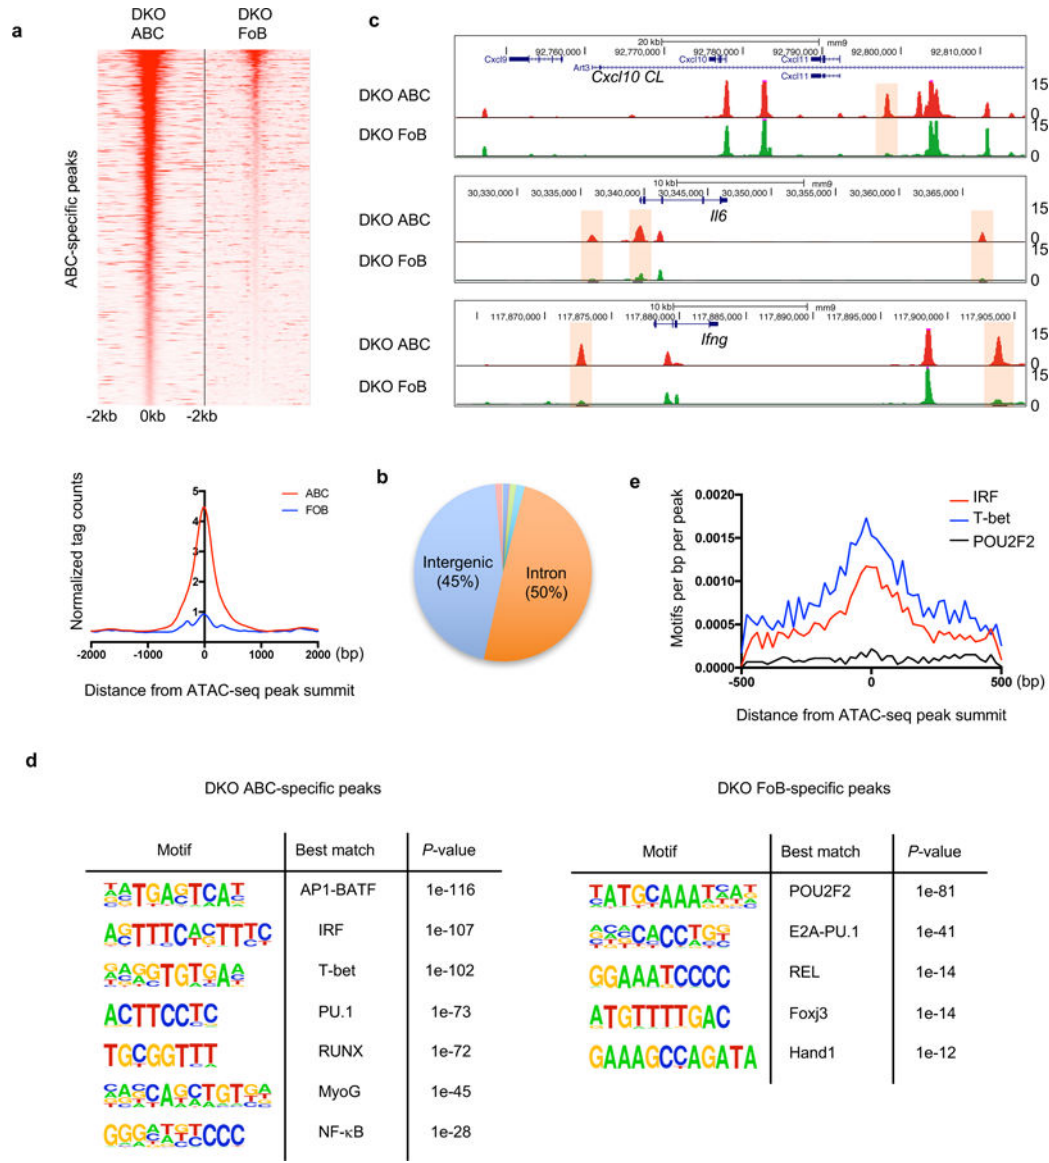 a
DKO
ABC
DKO
FoB
ABC-specific peaks
-2kb
0kb
-2kb
Normalized tag counts
5
4
3
2
1
0
ABC
FOB
-2000
-1000
0
1000
2000
(bp)
Distance from ATAC-seq peak summit
b
Intergenic
(45%)
Intron
(50%)
c
20 kb
mm9
92,760,000
92,770,000
92,780,000
92,790,000
92,800,000
92,810,000
Cxcl9
Cxcl10
Cxcl11
Art3
Cxcl10 CL
Cxcl11
DKO ABC
15
0
DKO FoB
15
0
10 kb
mm9
30,330,000
30,335,000
30,340,000
30,345,000
30,350,000
30,355,000
30,360,000
30,365,000
Il6
DKO ABC
15
0
DKO FoB
15
0
10 kb
mm9
117,870,000
117,875,000
117,880,000
117,885,000
117,890,000
117,895,000
117,900,000
117,905,000
Ifng
DKO ABC
15
0
DKO FoB
15
0
e
Motifs per bp per peak
0.0020
0.0015
0.0010
0.0005
0.0000
IRF
T-bet
POU2F2
-500
0
500
(bp)
Distance from ATAC-seq peak summit
d
DKO ABC-specific peaks
Motif Best match P-value
TATGAGTCAT AP1-BATF 1e-116
AGTTTCACTTTC IRF 1e-107
GAGGTGTGAA T-bet 1e-102
ACTTCCTC PU.1 1e-73
TGCGGTTT RUNX 1e-72
CAGCAGCTGTTA MyoG 1e-45
GGGATGTCCC NF-κB 1e-28
DKO FoB-specific peaks
Motif Best match P-value
TATGCAAATCAT POU2F2 1e-81
ACACACCTGG E2A-PU.1 1e-41
GGAAATCCCC REL 1e-14
ATGTTTTGAC Foxj3 1e-14
GAAAGCCAGATA Hand1 1e-12